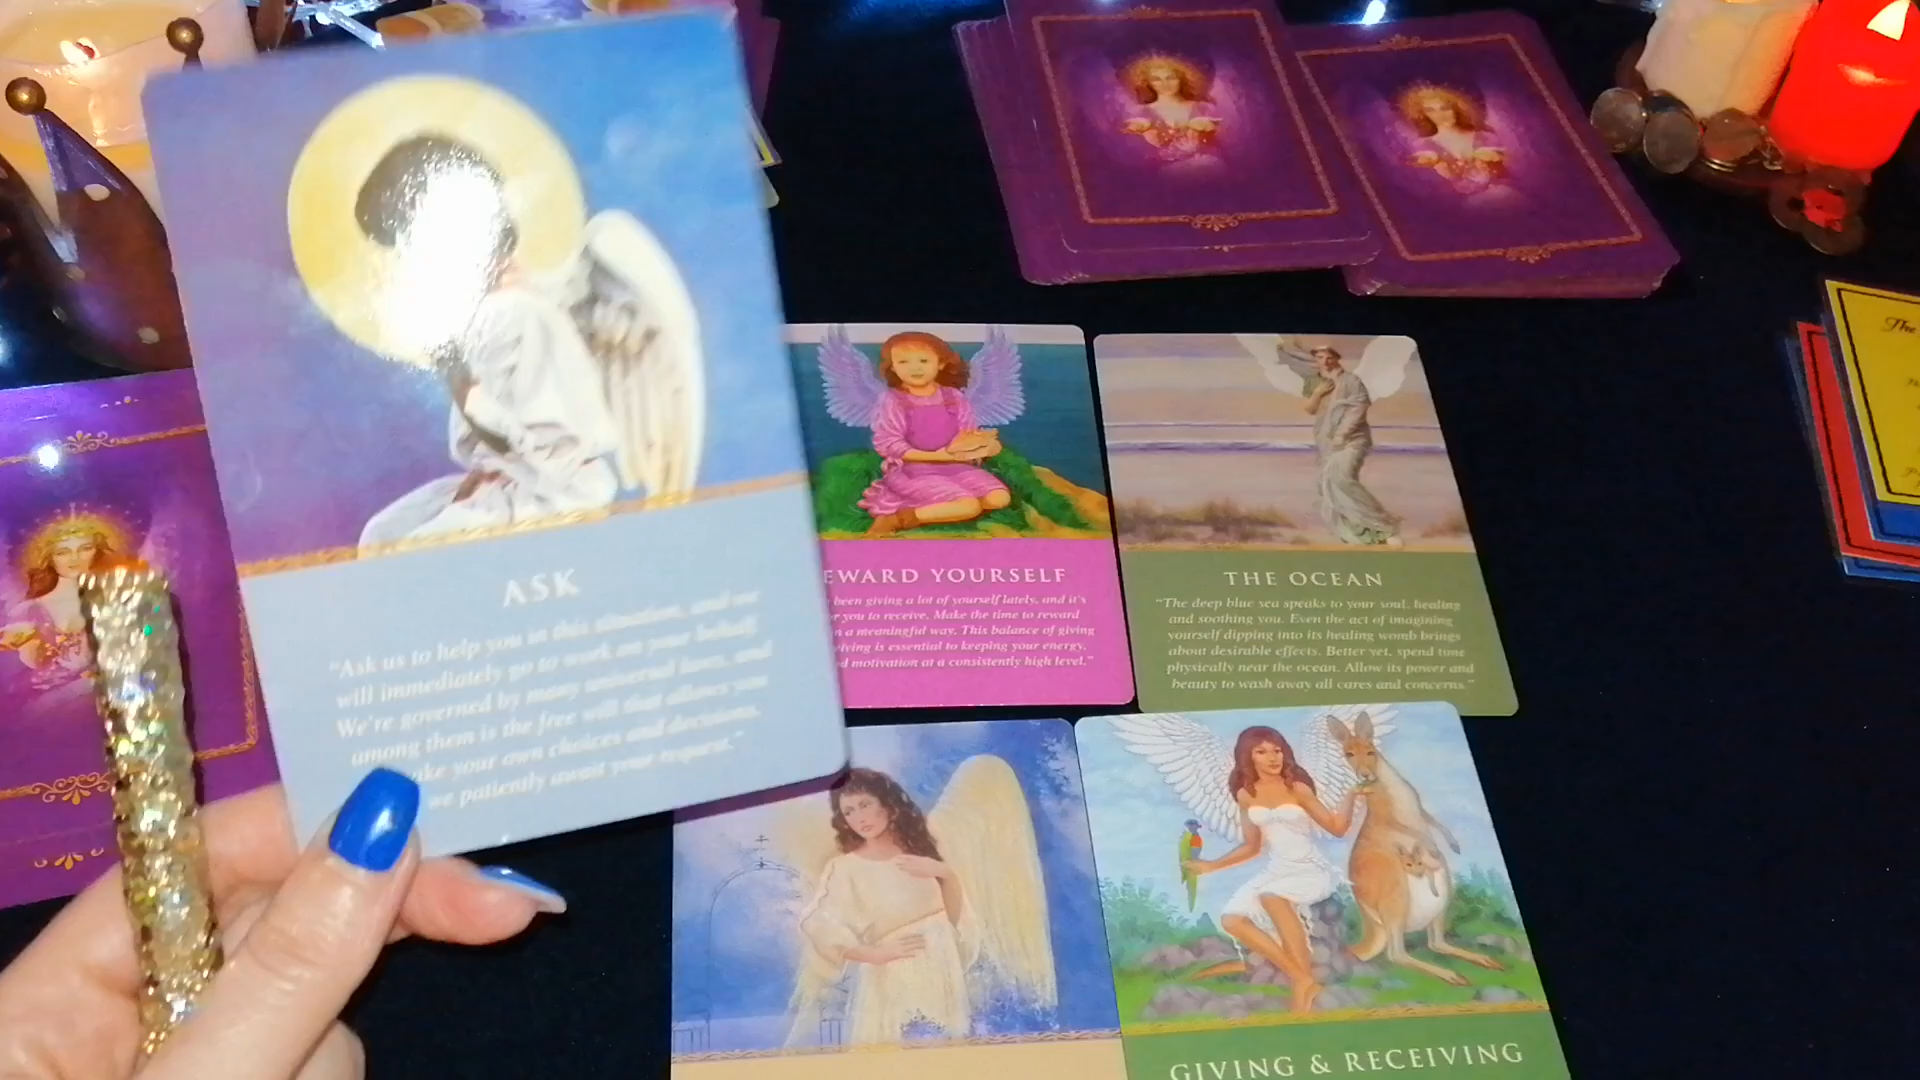 ASK
"Ask us to help you in this situation, and we
will immediately go to work on your behalf.
We're governed by many universal laws, and
among them is the free will that allows you
your own choices and decisions.
we patiently await your request."
EWARD YOURSELF
been giving a lot of yourself lately, and it's
you to receive. Make the time to reward
a meaningful way. This balance of giving
is essential to keeping your energy,
motivation at a consistently high level."
THE OCEAN
"The deep blue sea speaks to your soul, healing
and soothing you. Even the act of imagining
yourself dipping into its healing womb brings
about desirable effects. Better yet, spend time
physically near the ocean. Allow its power and
beauty to wash away all cares and concerns."
GIVING & RECEIVING
The